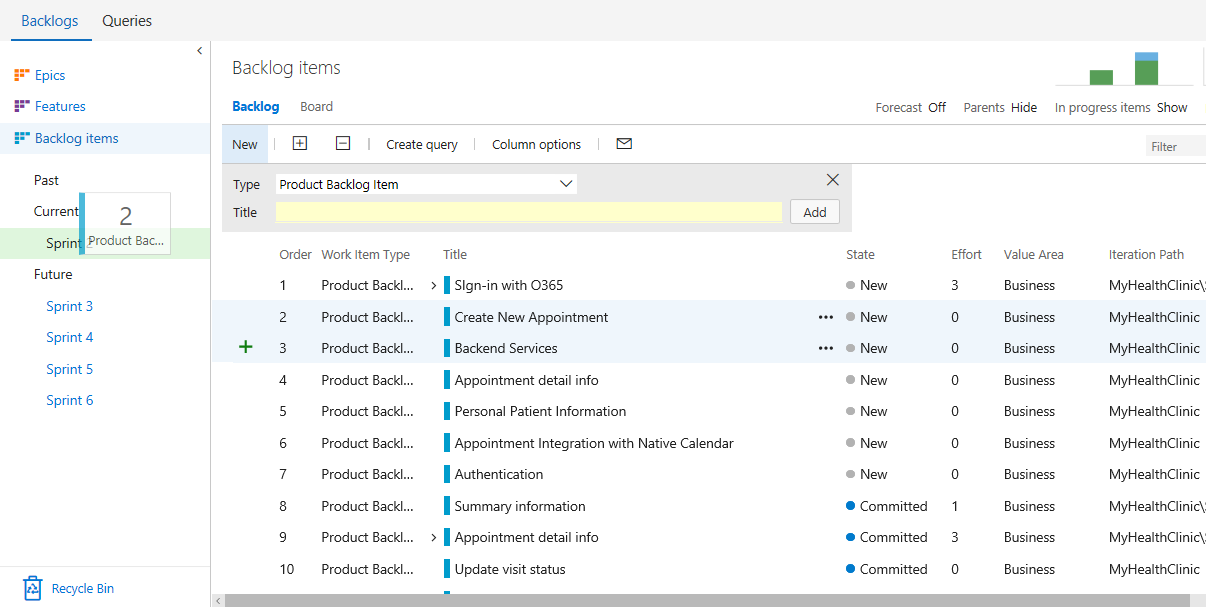 Backlogs Queries
Epics
Features
Backlog items
Past
Current
Sprint 2
2
Product Bac...
Future
Sprint 3
Sprint 4
Sprint 5
Sprint 6
Recycle Bin
Backlog items
Backlog Board
Forecast Off Parents Hide In progress items Show
New Create query Column options Filter
Type Product Backlog Item
Title Add
Order Work Item Type Title State Effort Value Area Iteration Path
1 Product Backl... SIgn-in with O365 New 3 Business MyHealthClinic\
2 Product Backl... Create New Appointment ••• New 0 Business MyHealthClinic
3 Product Backl... Backend Services ••• New 0 Business MyHealthClinic
4 Product Backl... Appointment detail info New 0 Business MyHealthClinic
5 Product Backl... Personal Patient Information New 0 Business MyHealthClinic
6 Product Backl... Appointment Integration with Native Calendar New 0 Business MyHealthClinic
7 Product Backl... Authentication New 0 Business MyHealthClinic
8 Product Backl... Summary information Committed 1 Business MyHealthClinic\
9 Product Backl... Appointment detail info Committed 3 Business MyHealthClinic\
10 Product Backl... Update visit status Committed 0 Business MyHealthClinic